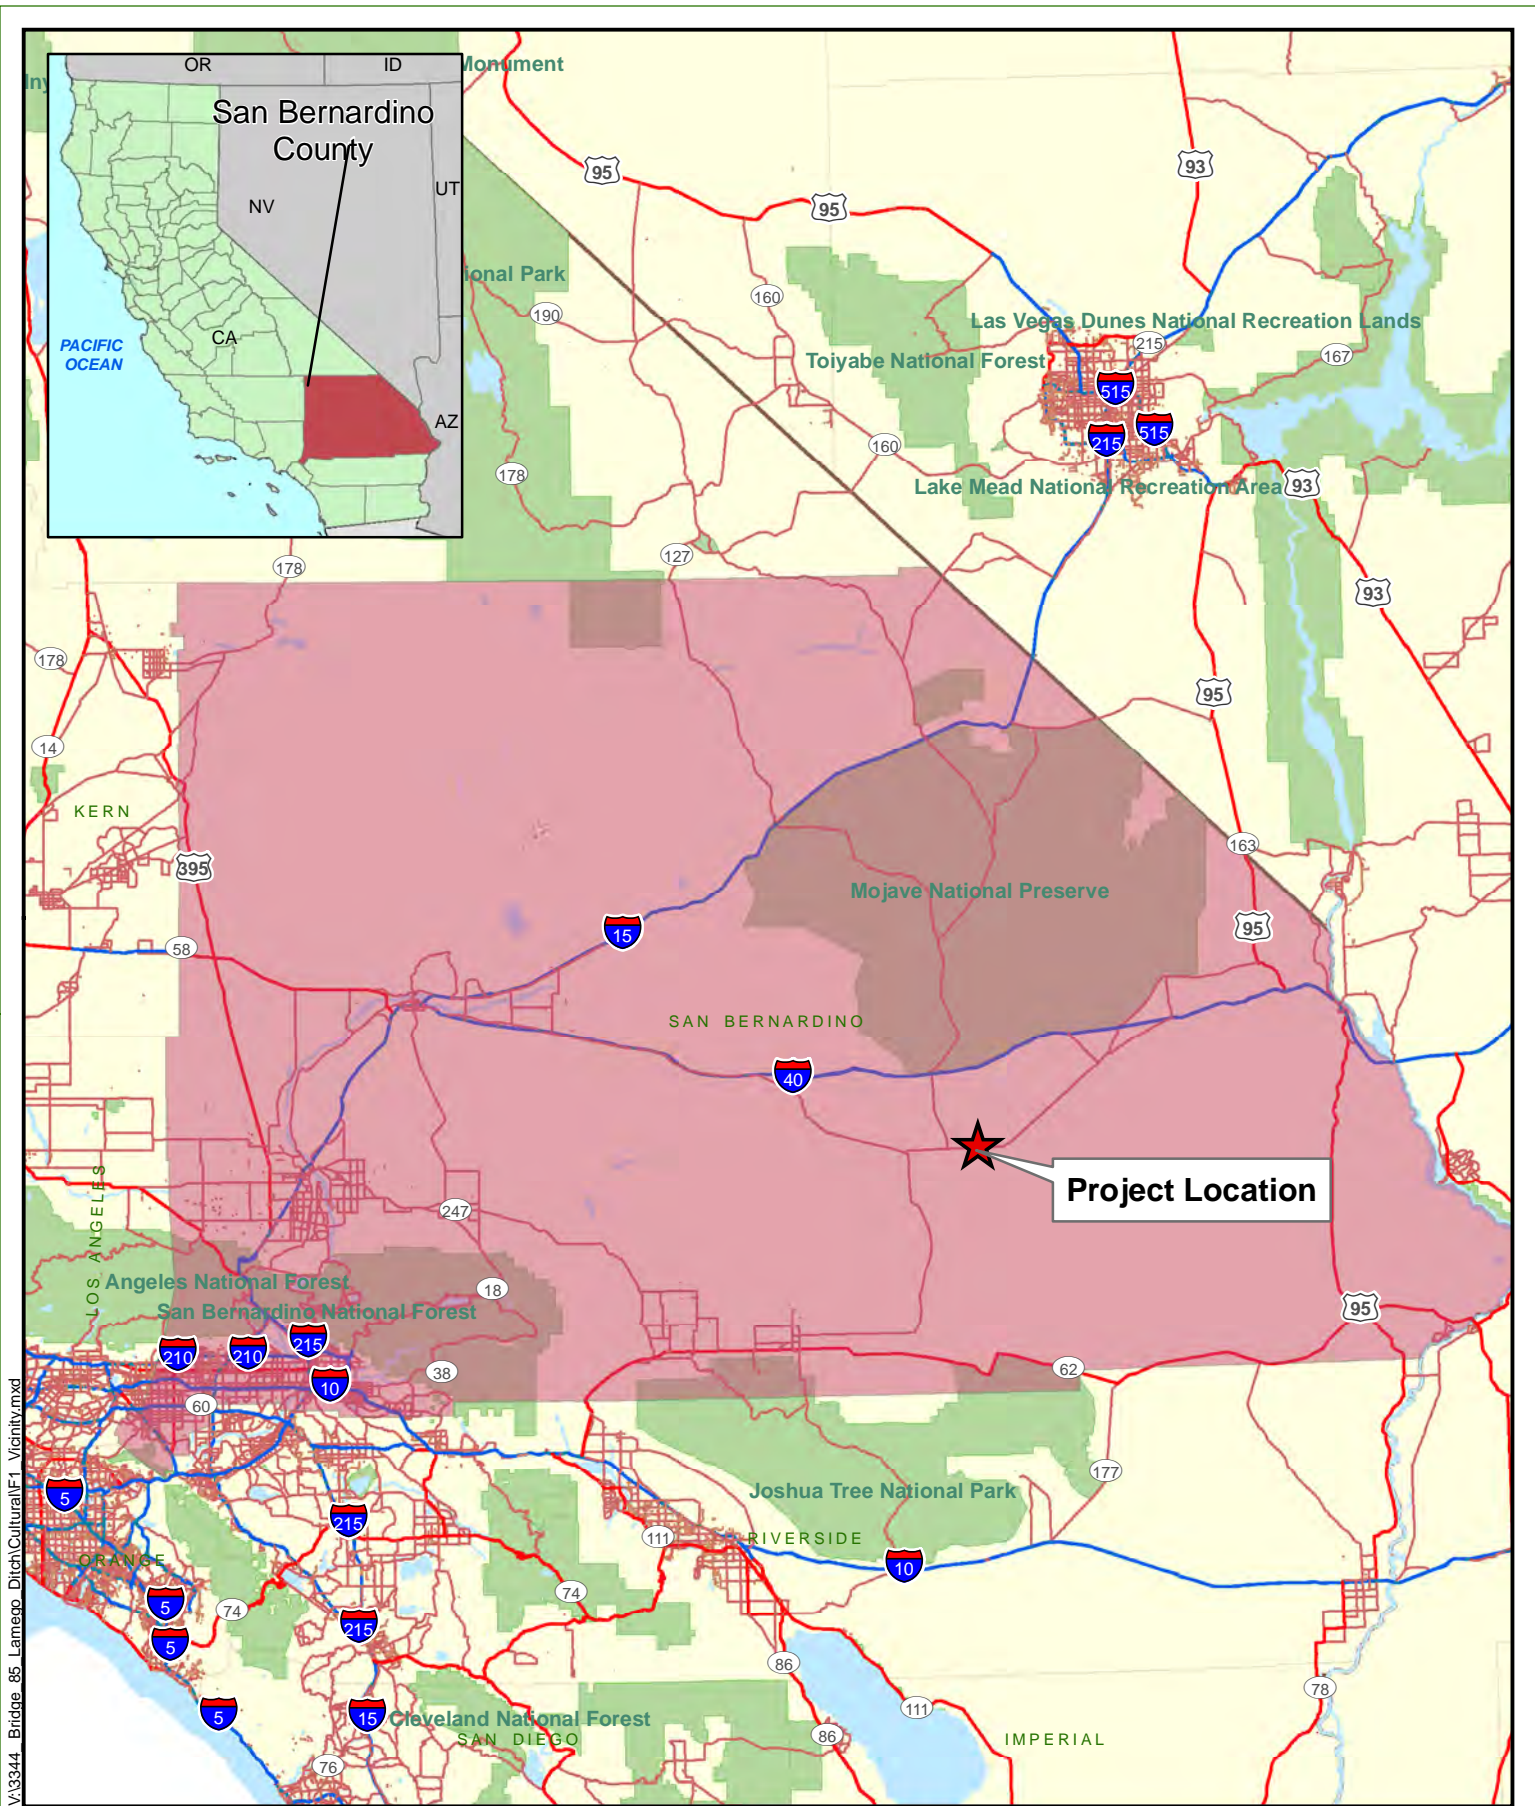 OR
ID
San Bernardino
County
NV
UT
CA
PACIFIC
OCEAN
AZ
Iny
Monument
ional Park
95
95
93
160
190
Las Vegas Dunes National Recreation Lands
215
167
Toiyabe National Forest
515
515
215
160
178
Lake Mead National Recreation Area
93
127
178
93
178
95
14
KERN
163
395
Mojave National Preserve
95
15
58
SAN BERNARDINO
40
Project Location
LOS ANGELES
247
Angeles National Forest
18
San Bernardino National Forest
95
210
210
215
38
62
10
60
177
5
Joshua Tree National Park
215
111
RIVERSIDE
10
ORANGE
74
5
74
215
5
86
78
111
5
15
Cleveland National Forest
SAN DIEGO
86
IMPERIAL
76
V:\3344_Bridge_85_Lamego_Ditch\Cultural\F1_Vicinity.mxd